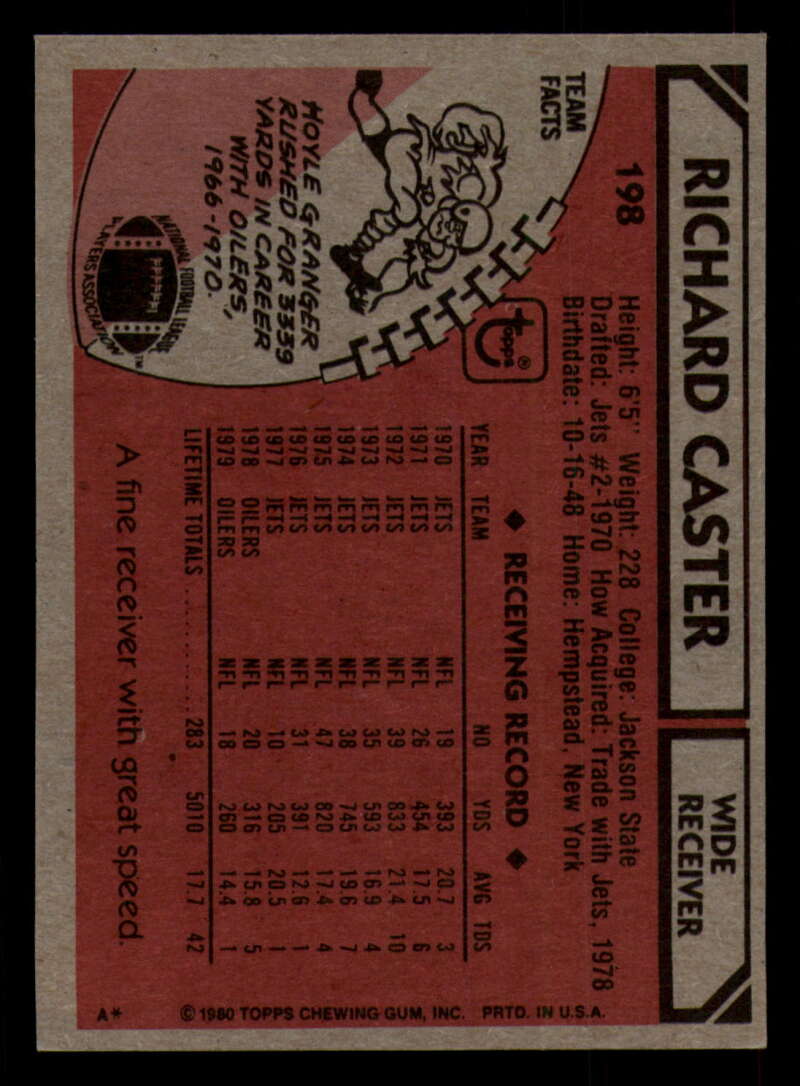 RICHARD CASTER
WIDE
RECEIVER
198
Height: 6'5" Weight: 228 College: Jackson State
Drafted: Jets #2-1970 How Acquired: Trade with Jets, 1978
Birthdate: 10-16-48 Home: Hempstead, New York
TEAM
FACTS
HOYLE GRANGER
RUSHED FOR 3339
YARDS IN CAREER
WITH OILERS,
1966-1970.
Topps®
NATIONAL FOOTBALL LEAGUE
PLAYERS ASSOCIATION
TM
◆ RECEIVING RECORD ◆
YEAR TEAM NO YDS AVG TDS
1970 JETS NFL 19 393 20.7 3
1971 JETS NFL 26 454 17.5 6
1972 JETS NFL 39 833 21.4 10
1973 JETS NFL 35 593 16.9 4
1974 JETS NFL 38 745 19.6 7
1975 JETS NFL 47 820 17.4 4
1976 JETS NFL 31 391 12.6 1
1977 JETS NFL 10 205 20.5 1
1978 OILERS NFL 20 316 15.8 5
1979 OILERS NFL 18 260 14.4 1
LIFETIME TOTALS .......... 283 5010 17.7 42
A fine receiver with great speed.
©1980 TOPPS CHEWING GUM, INC. PRTD. IN U.S.A.
A*